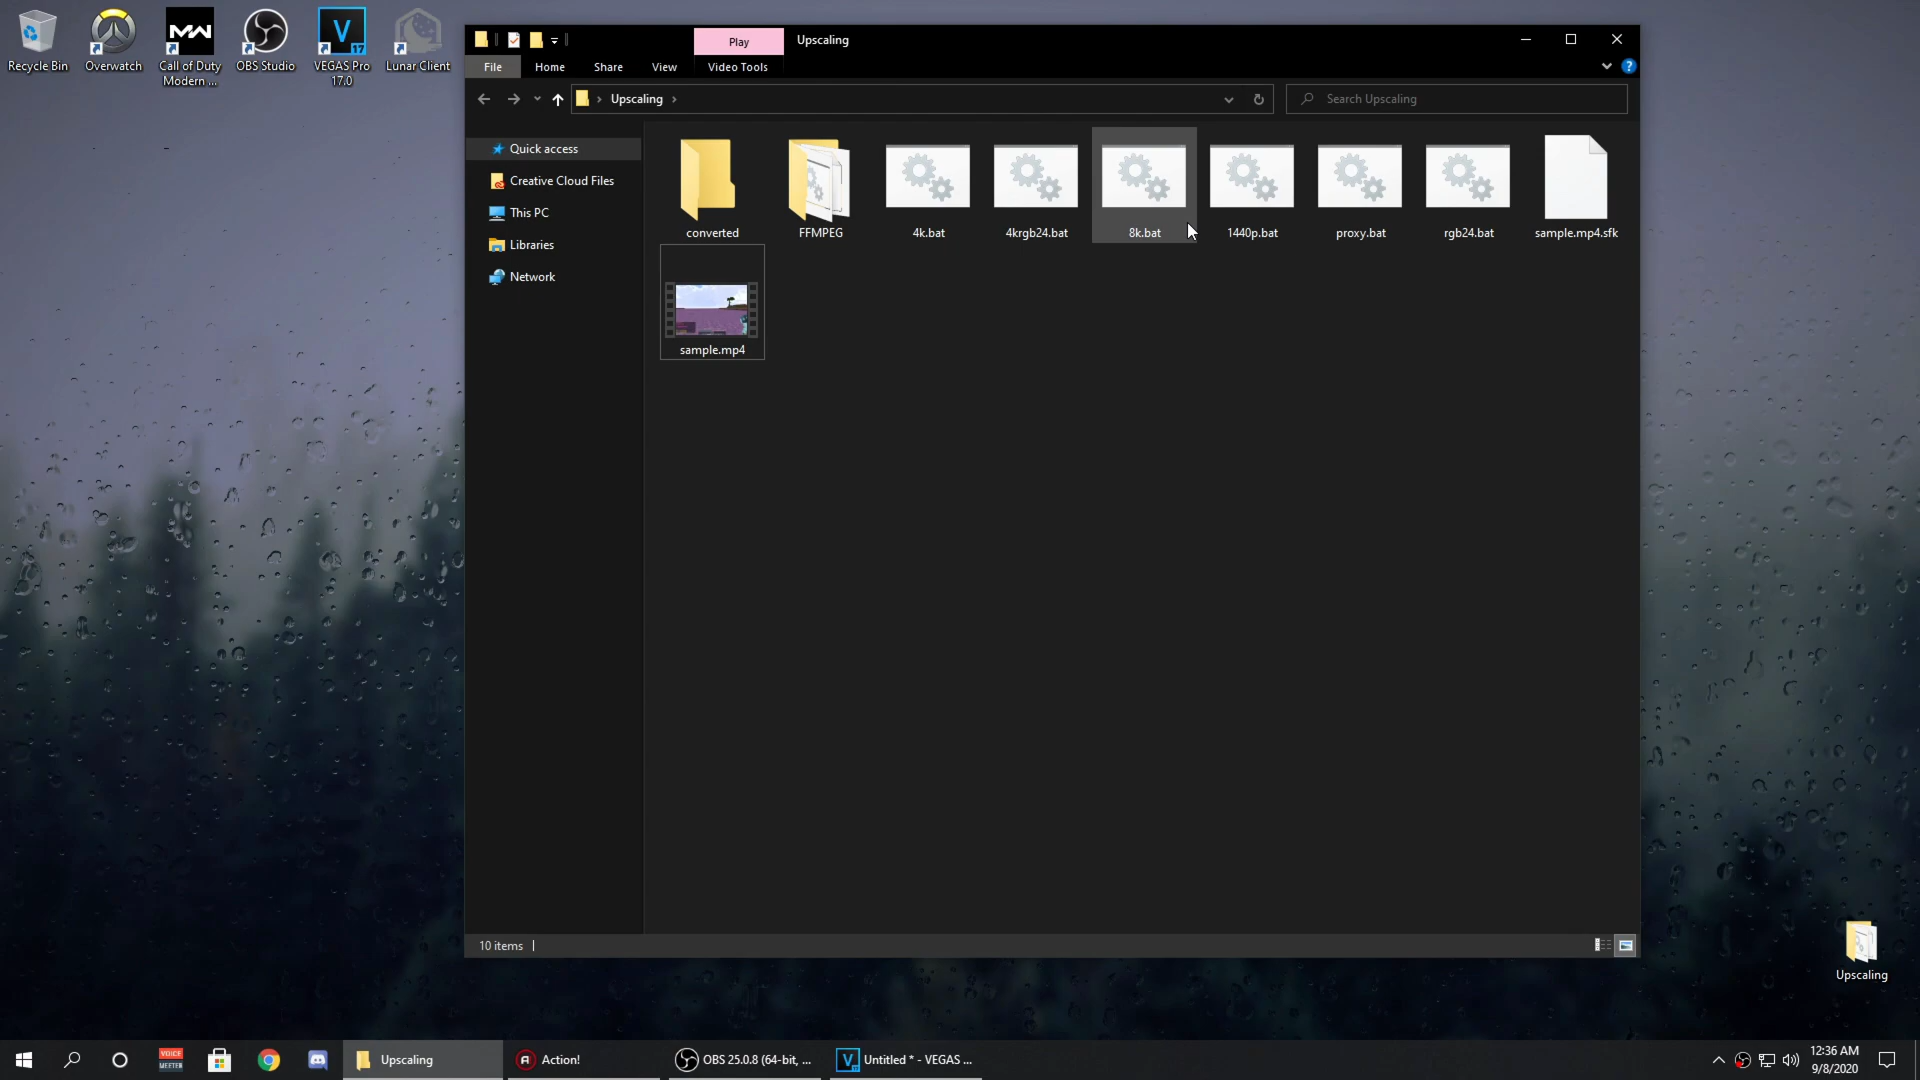 Recycle Bin
Overwatch
Call of Duty
Modern ...
OBS Studio
VEGAS Pro
17.0
Lunar Client
Play
Upscaling
File
Home
Share
View
Video Tools
Upscaling
Search Upscaling
Quick access
Creative Cloud Files
This PC
Libraries
Network
converted
FFMPEG
4k.bat
4krgb24.bat
8k.bat
1440p.bat
proxy.bat
rgb24.bat
sample.mp4.sfk
sample.mp4
10 items
Upscaling
VOICE
MEETER
Upscaling
Action!
OBS 25.0.8 (64-bit, ...
Untitled * - VEGAS ...
12:36 AM
9/8/2020